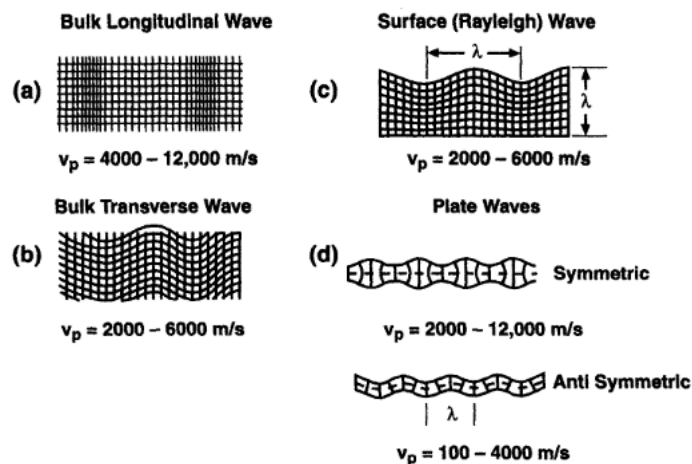 Bulk Longitudinal Wave
(a)
vp = 4000 – 12,000 m/s
Bulk Transverse Wave
(b)
vp = 2000 – 6000 m/s
Surface (Rayleigh) Wave
λ
(c)
λ
vp = 2000 – 6000 m/s
Plate Waves
(d)
Symmetric
vp = 2000 – 12,000 m/s
Anti Symmetric
λ
vp = 100 – 4000 m/s